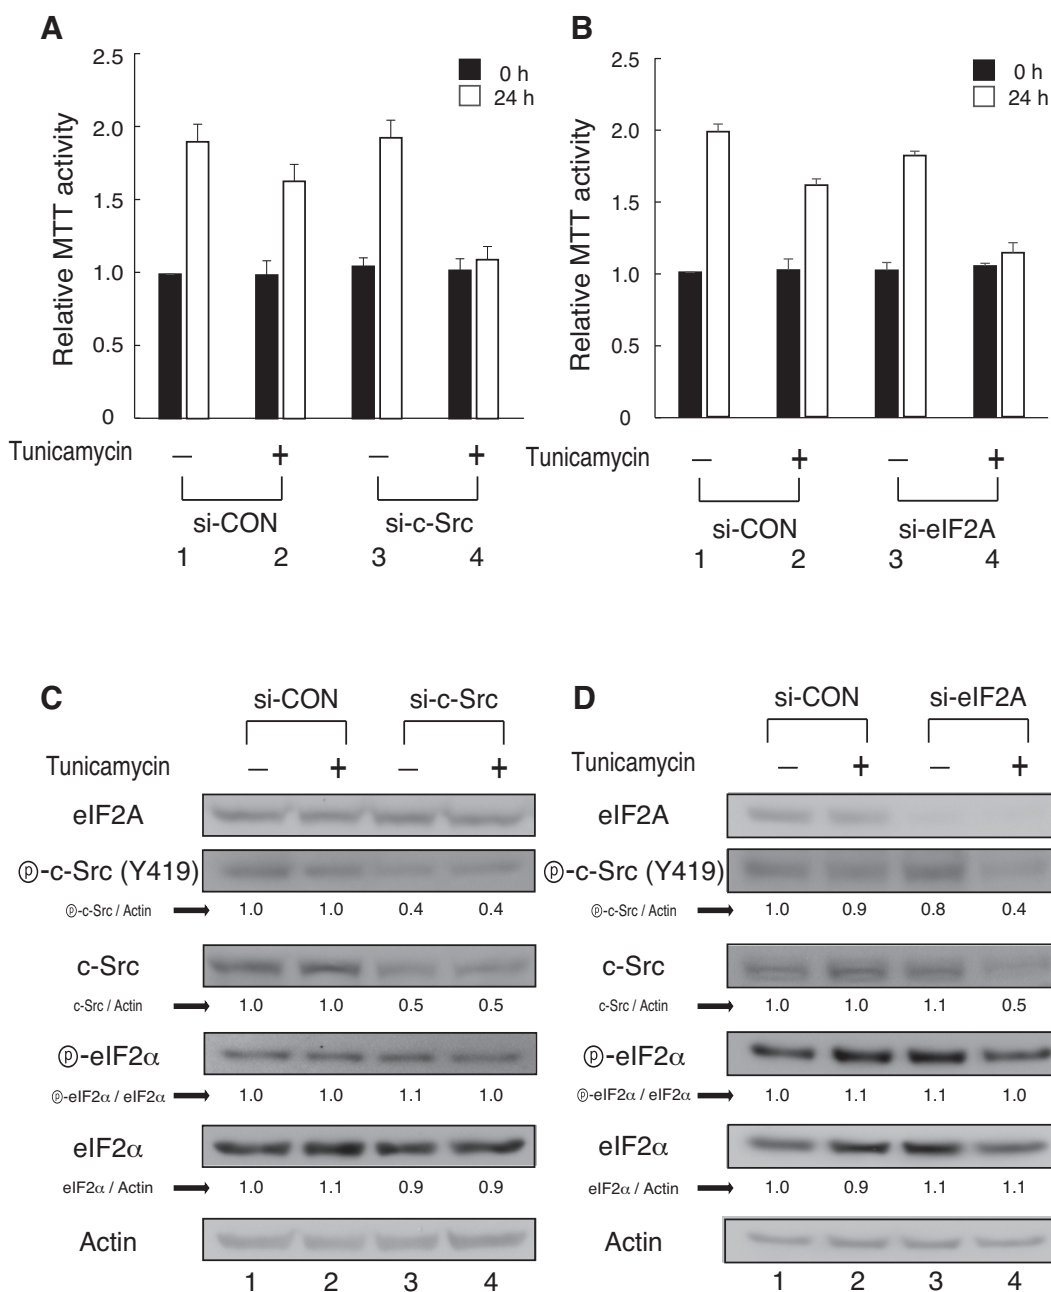 A
B
2.5
2.0
1.5
1.0
0.5
0
Relative MTT activity
0 h
24 h
Tunicamycin
— + — +
si-CON si-c-Src
1 2 3 4
2.5
2.0
1.5
1.0
0.5
0
Relative MTT activity
0 h
24 h
Tunicamycin
— + — +
si-CON si-eIF2A
1 2 3 4
C
si-CON si-c-Src
Tunicamycin — + — +
eIF2A
ⓟ-c-Src (Y419)
ⓟ-c-Src / Actin 1.0 1.0 0.4 0.4
c-Src
c-Src / Actin 1.0 1.0 0.5 0.5
ⓟ-eIF2α
ⓟ-eIF2α / eIF2α 1.0 1.0 1.1 1.0
eIF2α
eIF2α / Actin 1.0 1.1 0.9 0.9
Actin
1 2 3 4
D
si-CON si-eIF2A
Tunicamycin — + — +
eIF2A
ⓟ-c-Src (Y419)
ⓟ-c-Src / Actin 1.0 0.9 0.8 0.4
c-Src
c-Src / Actin 1.0 1.0 1.1 0.5
ⓟ-eIF2α
ⓟ-eIF2α / eIF2α 1.0 1.1 1.1 1.0
eIF2α
eIF2α / Actin 1.0 0.9 1.1 1.1
Actin
1 2 3 4